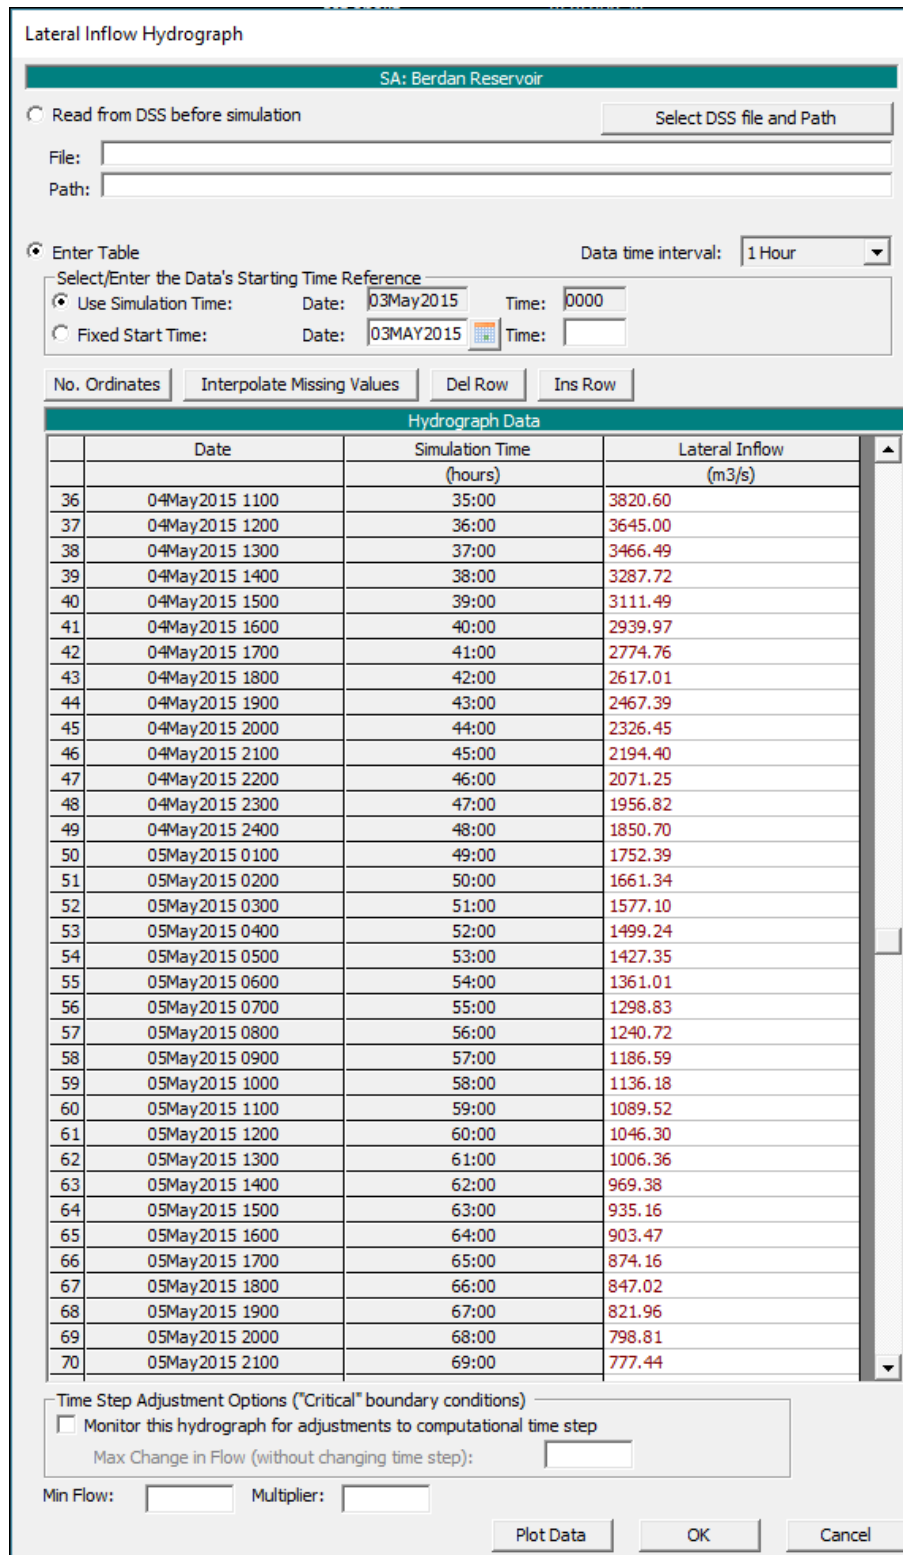 Lateral Inflow Hydrograph
SA: Berdan Reservoir
Read from DSS before simulation
Select DSS file and Path
File:
Path:
Enter Table
Data time interval: 1 Hour
Select/Enter the Data's Starting Time Reference
Use Simulation Time: Date: 03May2015 Time: 0000
Fixed Start Time: Date: 03MAY2015 Time:
No. Ordinates Interpolate Missing Values Del Row Ins Row
Hydrograph Data
Date Simulation Time Lateral Inflow
(hours) (m3/s)
36 04May2015 1100 35:00 3820.60
37 04May2015 1200 36:00 3645.00
38 04May2015 1300 37:00 3466.49
39 04May2015 1400 38:00 3287.72
40 04May2015 1500 39:00 3111.49
41 04May2015 1600 40:00 2939.97
42 04May2015 1700 41:00 2774.76
43 04May2015 1800 42:00 2617.01
44 04May2015 1900 43:00 2467.39
45 04May2015 2000 44:00 2326.45
46 04May2015 2100 45:00 2194.40
47 04May2015 2200 46:00 2071.25
48 04May2015 2300 47:00 1956.82
49 04May2015 2400 48:00 1850.70
50 05May2015 0100 49:00 1752.39
51 05May2015 0200 50:00 1661.34
52 05May2015 0300 51:00 1577.10
53 05May2015 0400 52:00 1499.24
54 05May2015 0500 53:00 1427.35
55 05May2015 0600 54:00 1361.01
56 05May2015 0700 55:00 1298.83
57 05May2015 0800 56:00 1240.72
58 05May2015 0900 57:00 1186.59
59 05May2015 1000 58:00 1136.18
60 05May2015 1100 59:00 1089.52
61 05May2015 1200 60:00 1046.30
62 05May2015 1300 61:00 1006.36
63 05May2015 1400 62:00 969.38
64 05May2015 1500 63:00 935.16
65 05May2015 1600 64:00 903.47
66 05May2015 1700 65:00 874.16
67 05May2015 1800 66:00 847.02
68 05May2015 1900 67:00 821.96
69 05May2015 2000 68:00 798.81
70 05May2015 2100 69:00 777.44
Time Step Adjustment Options ("Critical" boundary conditions)
Monitor this hydrograph for adjustments to computational time step
Max Change in Flow (without changing time step):
Min Flow: Multiplier:
Plot Data OK Cancel